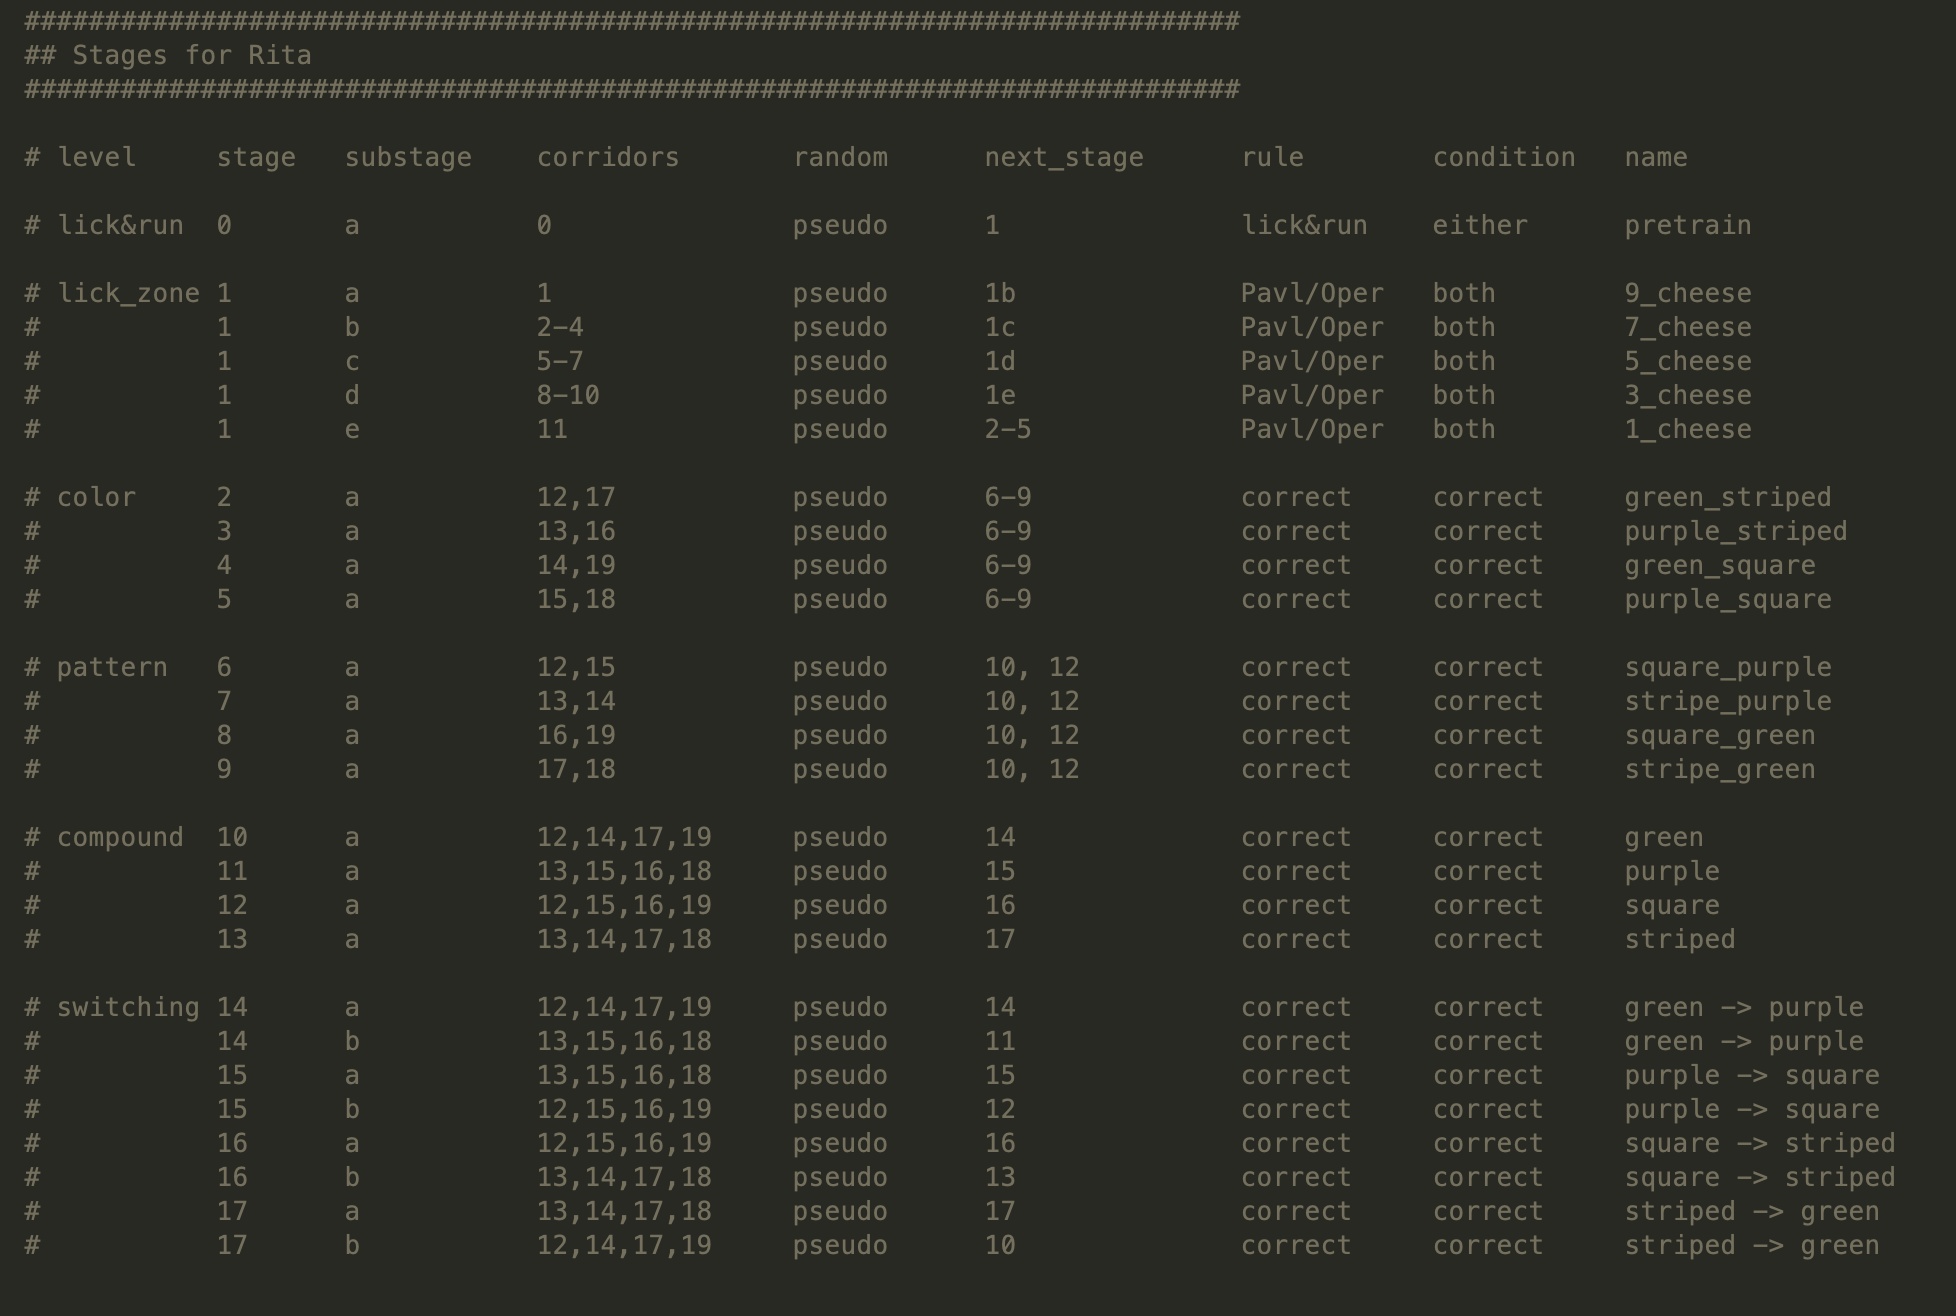 ############################################################################
## Stages for Rita
############################################################################
# level stage substage corridors random next_stage rule condition name
# lick&run 0 a 0 pseudo 1 lick&run either pretrain
# lick_zone 1 a 1 pseudo 1b Pavl/Oper both 9_cheese
# 1 b 2-4 pseudo 1c Pavl/Oper both 7_cheese
# 1 c 5-7 pseudo 1d Pavl/Oper both 5_cheese
# 1 d 8-10 pseudo 1e Pavl/Oper both 3_cheese
# 1 e 11 pseudo 2-5 Pavl/Oper both 1_cheese
# color 2 a 12,17 pseudo 6-9 correct correct green_striped
# 3 a 13,16 pseudo 6-9 correct correct purple_striped
# 4 a 14,19 pseudo 6-9 correct correct green_square
# 5 a 15,18 pseudo 6-9 correct correct purple_square
# pattern 6 a 12,15 pseudo 10, 12 correct correct square_purple
# 7 a 13,14 pseudo 10, 12 correct correct stripe_purple
# 8 a 16,19 pseudo 10, 12 correct correct square_green
# 9 a 17,18 pseudo 10, 12 correct correct stripe_green
# compound 10 a 12,14,17,19 pseudo 14 correct correct green
# 11 a 13,15,16,18 pseudo 15 correct correct purple
# 12 a 12,15,16,19 pseudo 16 correct correct square
# 13 a 13,14,17,18 pseudo 17 correct correct striped
# switching 14 a 12,14,17,19 pseudo 14 correct correct green -> purple
# 14 b 13,15,16,18 pseudo 11 correct correct green -> purple
# 15 a 13,15,16,18 pseudo 15 correct correct purple -> square
# 15 b 12,15,16,19 pseudo 12 correct correct purple -> square
# 16 a 12,15,16,19 pseudo 16 correct correct square -> striped
# 16 b 13,14,17,18 pseudo 13 correct correct square -> striped
# 17 a 13,14,17,18 pseudo 17 correct correct striped -> green
# 17 b 12,14,17,19 pseudo 10 correct correct striped -> green